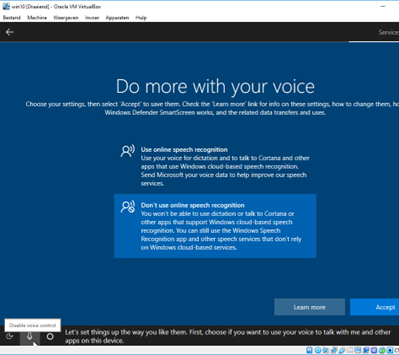 win10 [Draaiend] - Oracle VM VirtualBox
Bestand Machine Weergeven Invoer Apparaten Hulp
Service
Do more with your voice
Choose your settings, then select 'Accept' to save them. Check the 'Learn more' link for info on these settings, how to change them, ho
Windows Defender SmartScreen works, and the related data transfers and uses.
Use online speech recognition
Use your voice for dictation and to talk to Cortana and other
apps that use Windows cloud-based speech recognition.
Send Microsoft your voice data to help improve our speech
services.
Don't use online speech recognition
You won't be able to use dictation or talk to Cortana or
other apps that support Windows cloud-based speech
recognition. You can still use the Windows Speech
Recognition app and other speech services that don't rely
on Windows cloud-based services.
Learn more
Accept
Disable voice control
Let's set things up the way you like them. First, choose if you want to use your voice to talk with me and other
apps on this device.